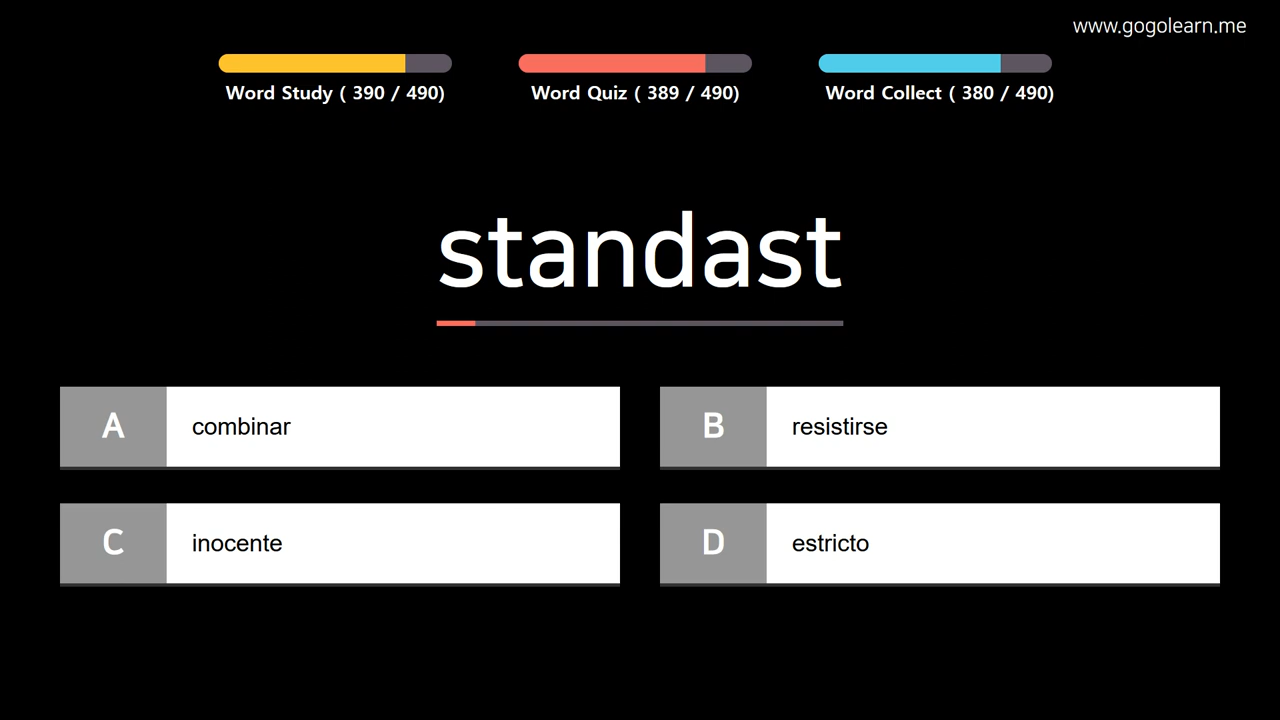 www.gogolearn.me
Word Study ( 390 / 490)
Word Quiz ( 389 / 490)
Word Collect ( 380 / 490)
standast
A
combinar
B
resistirse
C
inocente
D
estricto